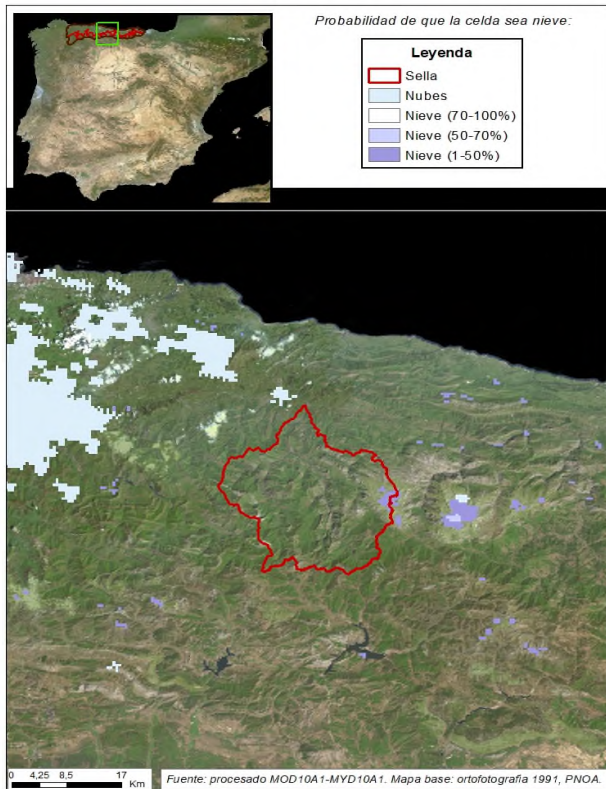 Probabilidad de que la celda sea nieve:
Leyenda
Sella
Nubes
Nieve (70-100%)
Nieve (50-70%)
Nieve (1-50%)
0 4,25 8,5 17
Km
Fuente: procesado MOD10A1-MYD10A1. Mapa base: ortofotografia 1991, PNOA.